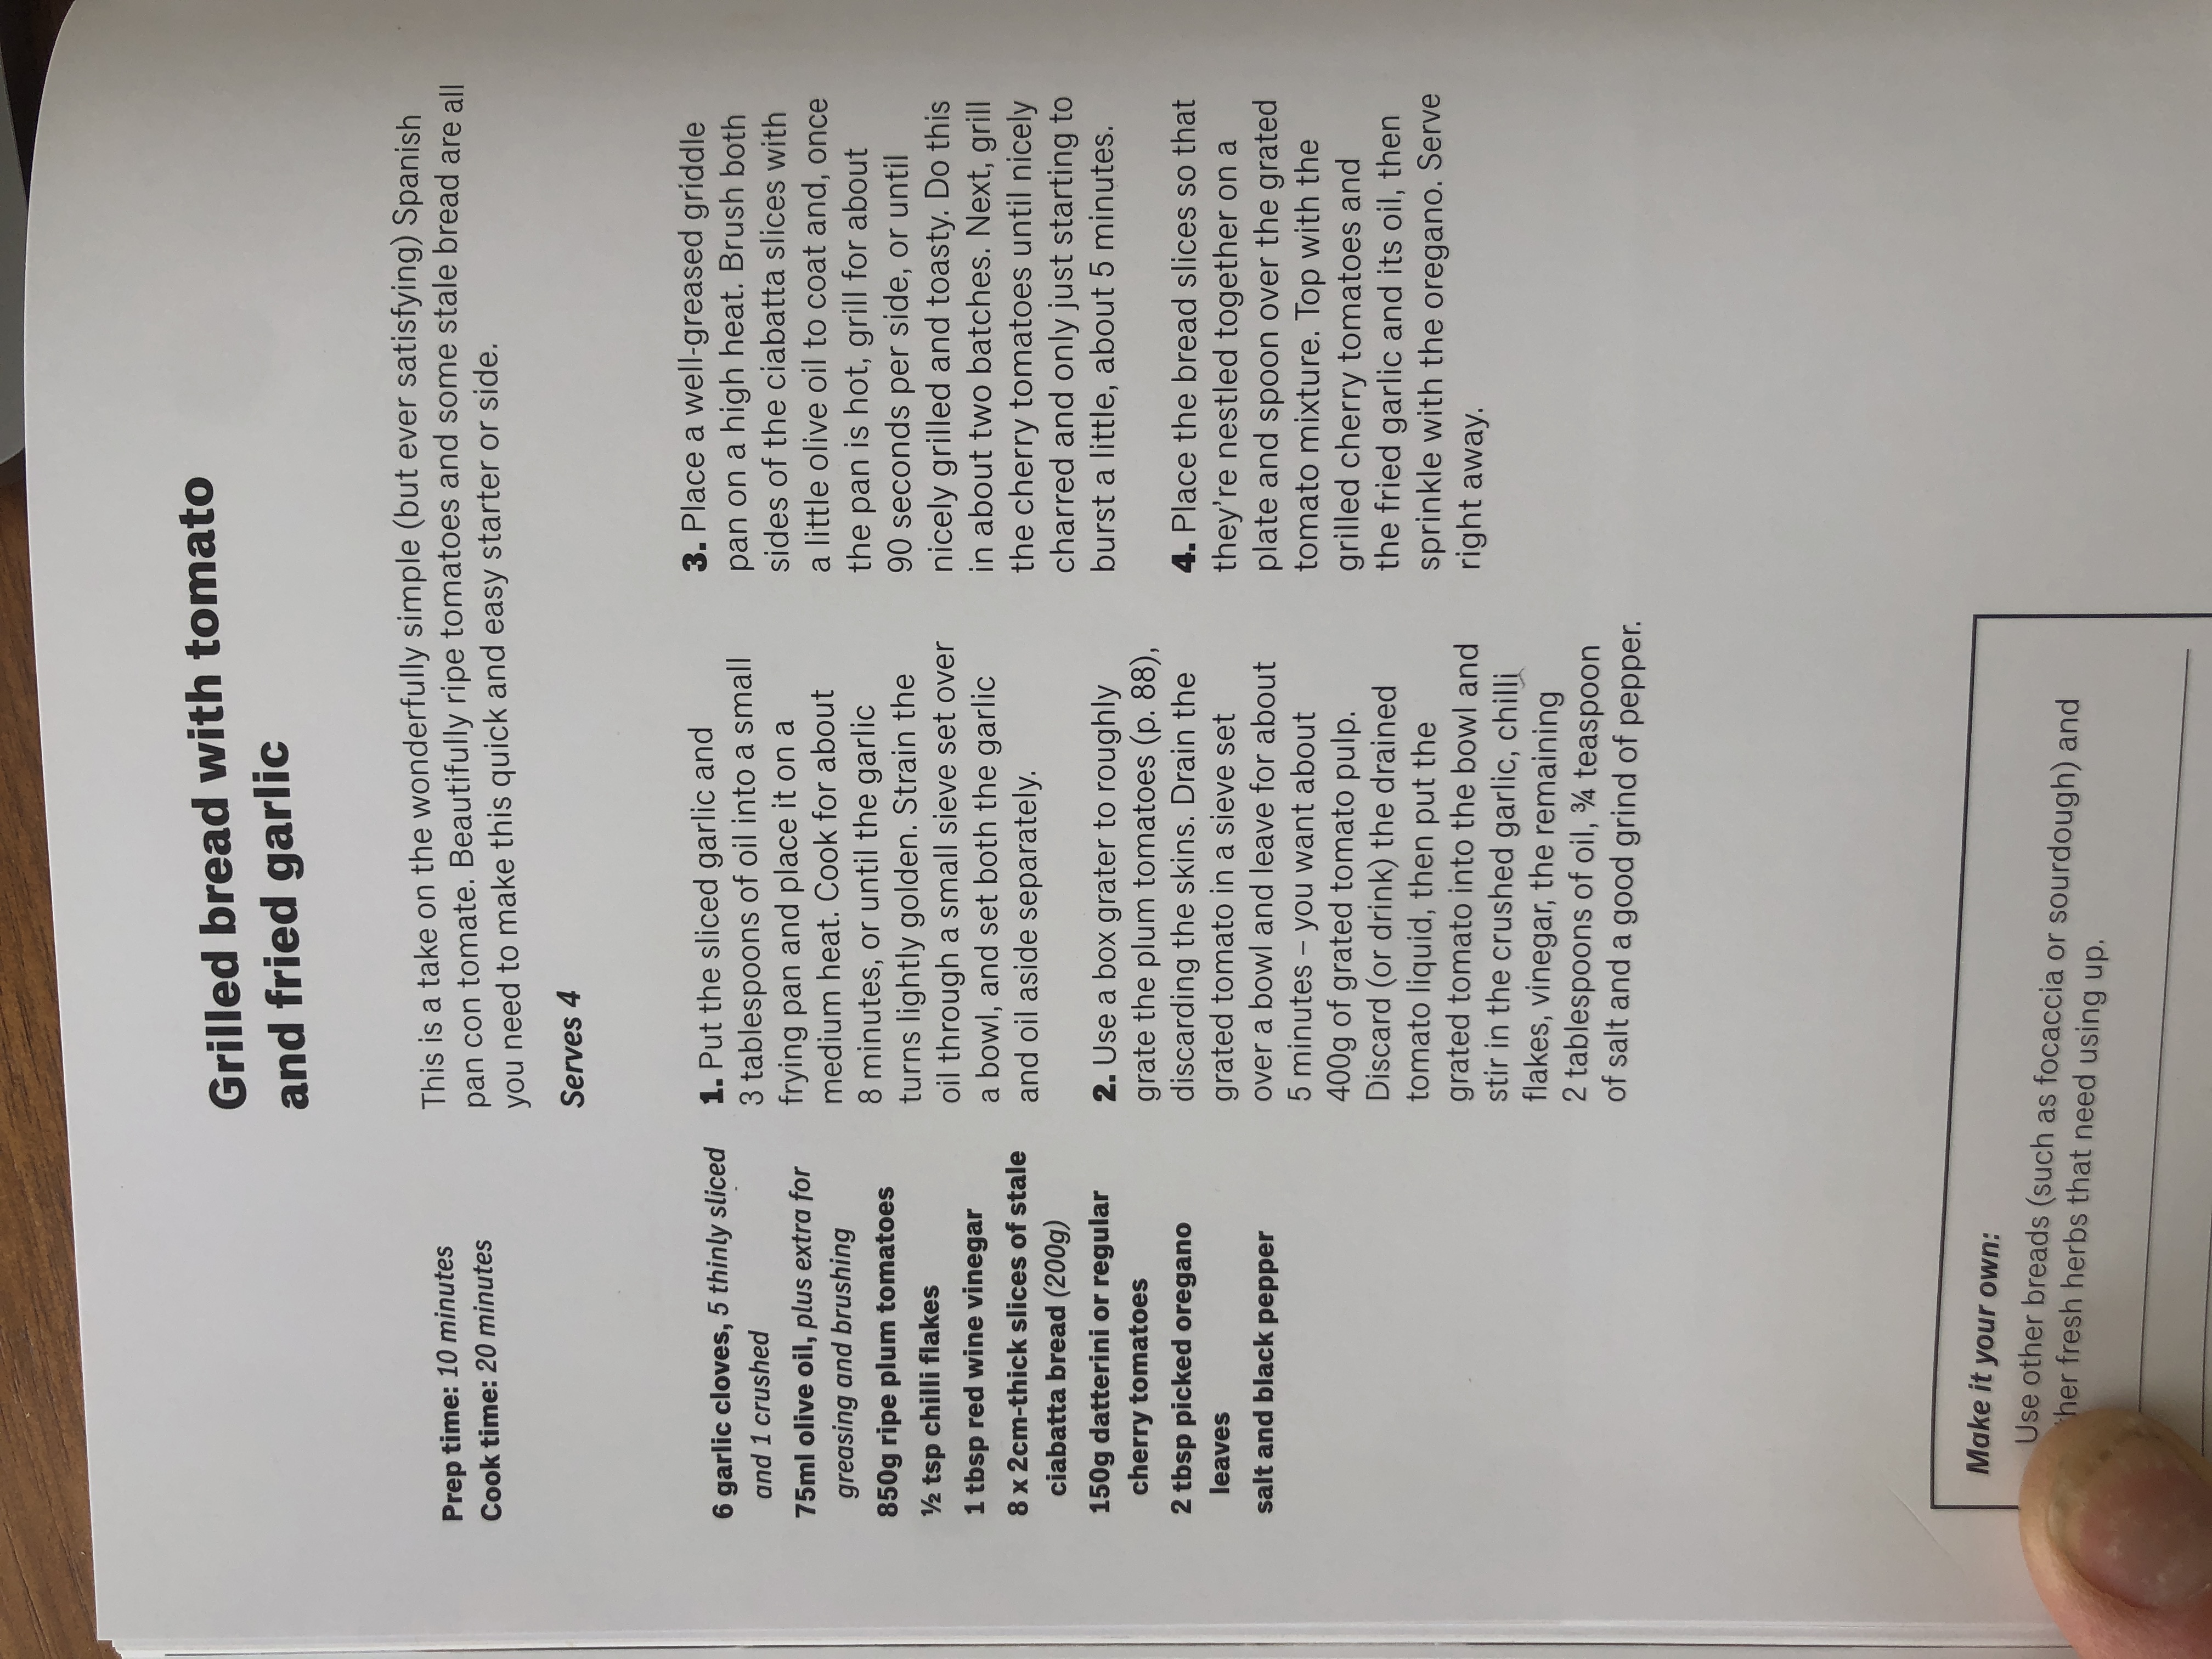 Grilled bread with tomato
and fried garlic
Prep time: 10 minutes
Cook time: 20 minutes
This is a take on the wonderfully simple (but ever satisfying) Spanish
pan con tomate. Beautifully ripe tomatoes and some stale bread are all
you need to make this quick and easy starter or side.
Serves 4
6 garlic cloves, 5 thinly sliced
and 1 crushed
75ml olive oil, plus extra for
greasing and brushing
850g ripe plum tomatoes
½ tsp chilli flakes
1 tbsp red wine vinegar
8 x 2cm-thick slices of stale
ciabatta bread (200g)
150g datterini or regular
cherry tomatoes
2 tbsp picked oregano
leaves
salt and black pepper
1. Put the sliced garlic and
3 tablespoons of oil into a small
frying pan and place it on a
medium heat. Cook for about
8 minutes, or until the garlic
turns lightly golden. Strain the
oil through a small sieve set over
a bowl, and set both the garlic
and oil aside separately.
2. Use a box grater to roughly
grate the plum tomatoes (p. 88),
discarding the skins. Drain the
grated tomato in a sieve set
over a bowl and leave for about
5 minutes – you want about
400g of grated tomato pulp.
Discard (or drink) the drained
tomato liquid, then put the
grated tomato into the bowl and
stir in the crushed garlic, chilli
flakes, vinegar, the remaining
2 tablespoons of oil, ¾ teaspoon
of salt and a good grind of pepper.
3. Place a well-greased griddle
pan on a high heat. Brush both
sides of the ciabatta slices with
a little olive oil to coat and, once
the pan is hot, grill for about
90 seconds per side, or until
nicely grilled and toasty. Do this
in about two batches. Next, grill
the cherry tomatoes until nicely
charred and only just starting to
burst a little, about 5 minutes.
4. Place the bread slices so that
they're nestled together on a
plate and spoon over the grated
tomato mixture. Top with the
grilled cherry tomatoes and
the fried garlic and its oil, then
sprinkle with the oregano. Serve
right away.
Make it your own:
Use other breads (such as focaccia or sourdough) and
fresh herbs that need using up.